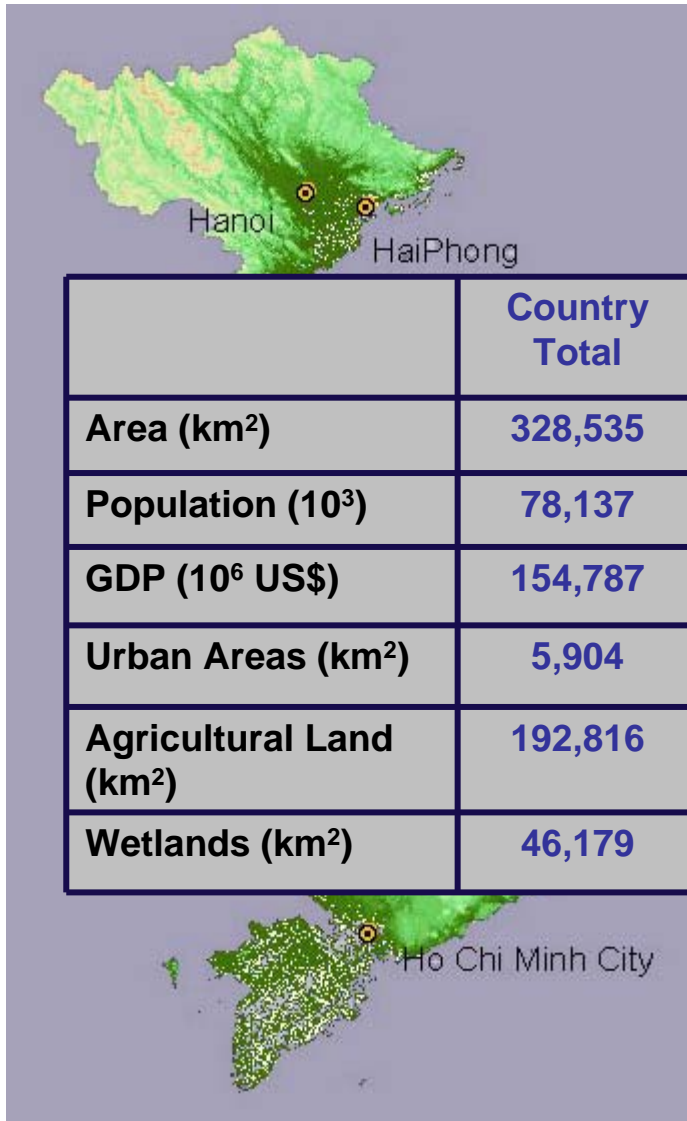 Hanoi
HaiPhong
Country
Total
Area (km²) 328,535
Population (10³) 78,137
GDP (10⁶ US$) 154,787
Urban Areas (km²) 5,904
Agricultural Land 192,816
(km²)
Wetlands (km²) 46,179
Ho Chi Minh City